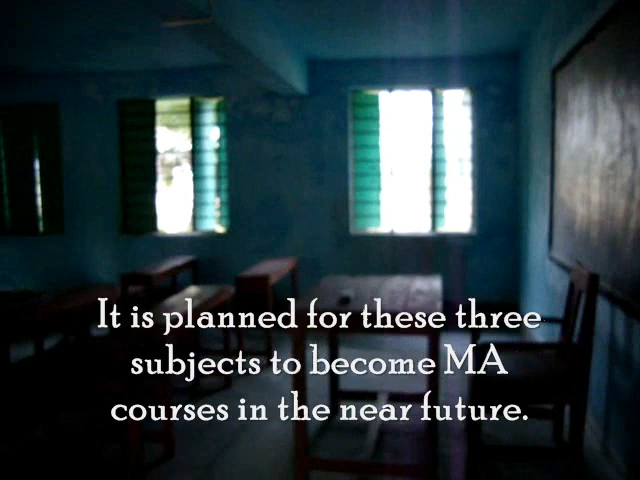 It is planned for these three
subjects to become MA
courses in the near future.